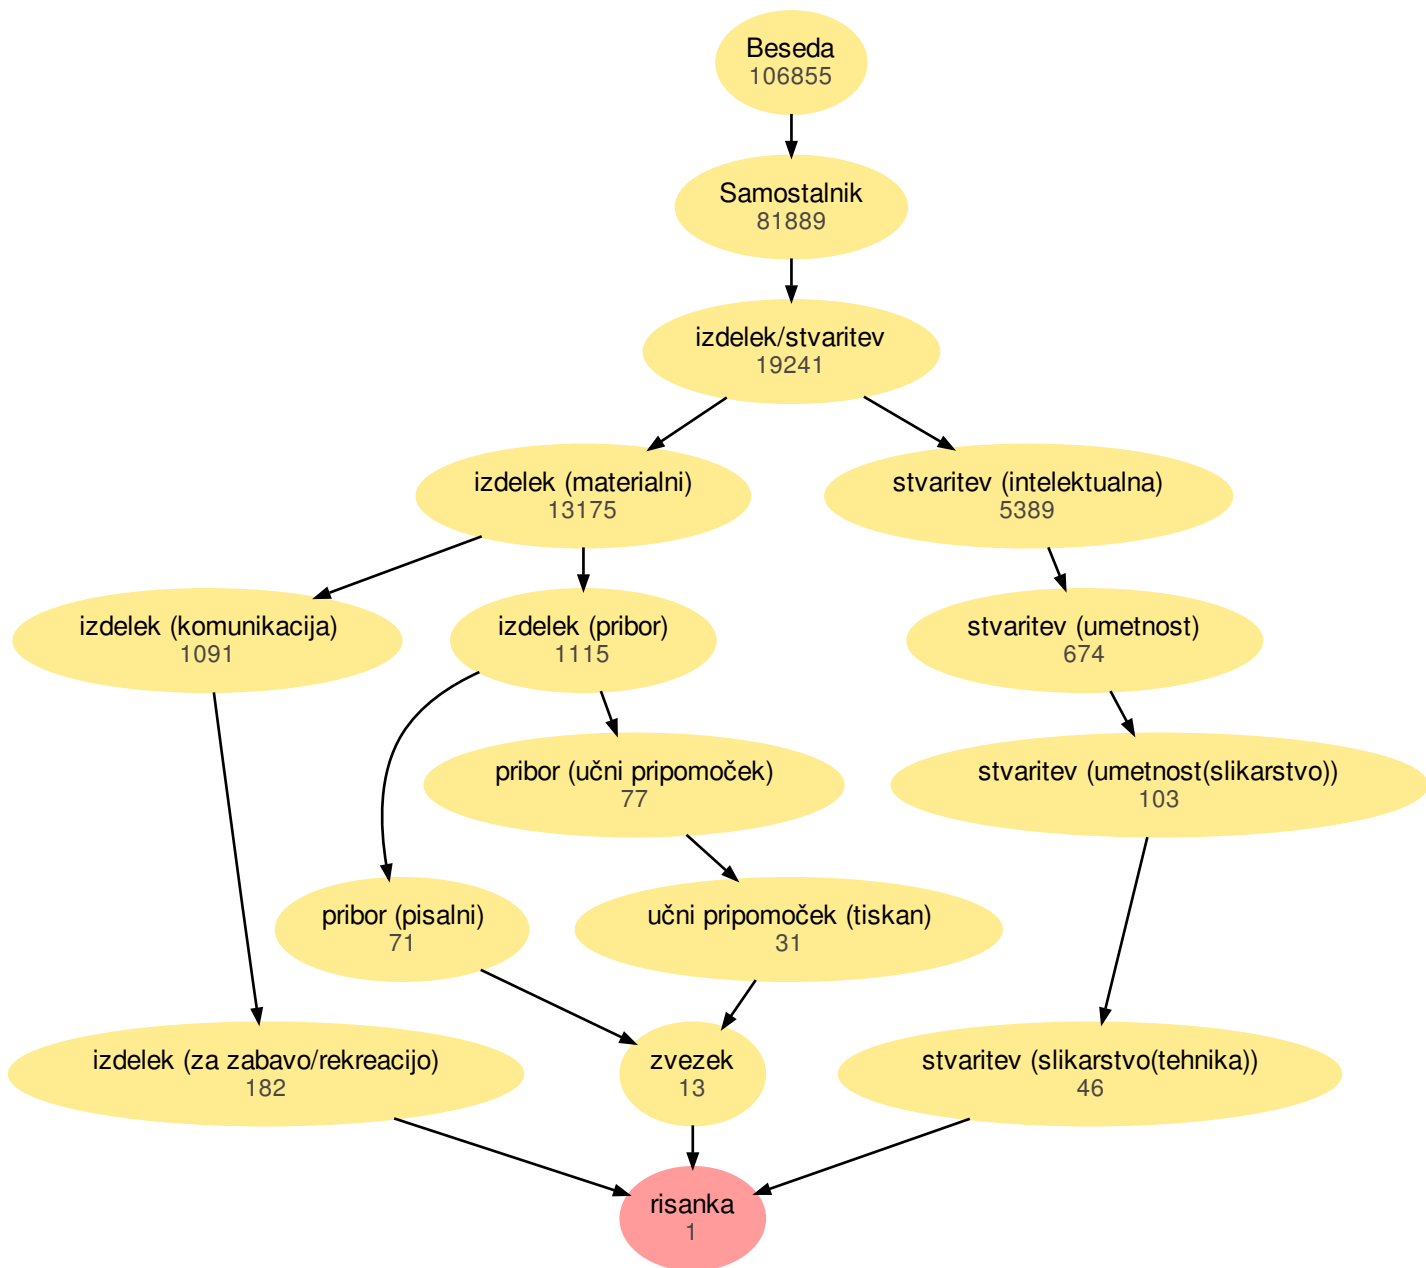 Beseda
106855
Samostalnik
81889
izdelek/stvaritev
19241
izdelek (materialni)
13175
stvaritev (intelektualna)
5389
izdelek (komunikacija)
1091
izdelek (pribor)
1115
stvaritev (umetnost)
674
pribor (učni pripomoček)
77
stvaritev (umetnost(slikarstvo))
103
pribor (pisalni)
71
učni pripomoček (tiskan)
31
izdelek (za zabavo/rekreacijo)
182
zvezek
13
stvaritev (slikarstvo(tehnika))
46
risanka
1